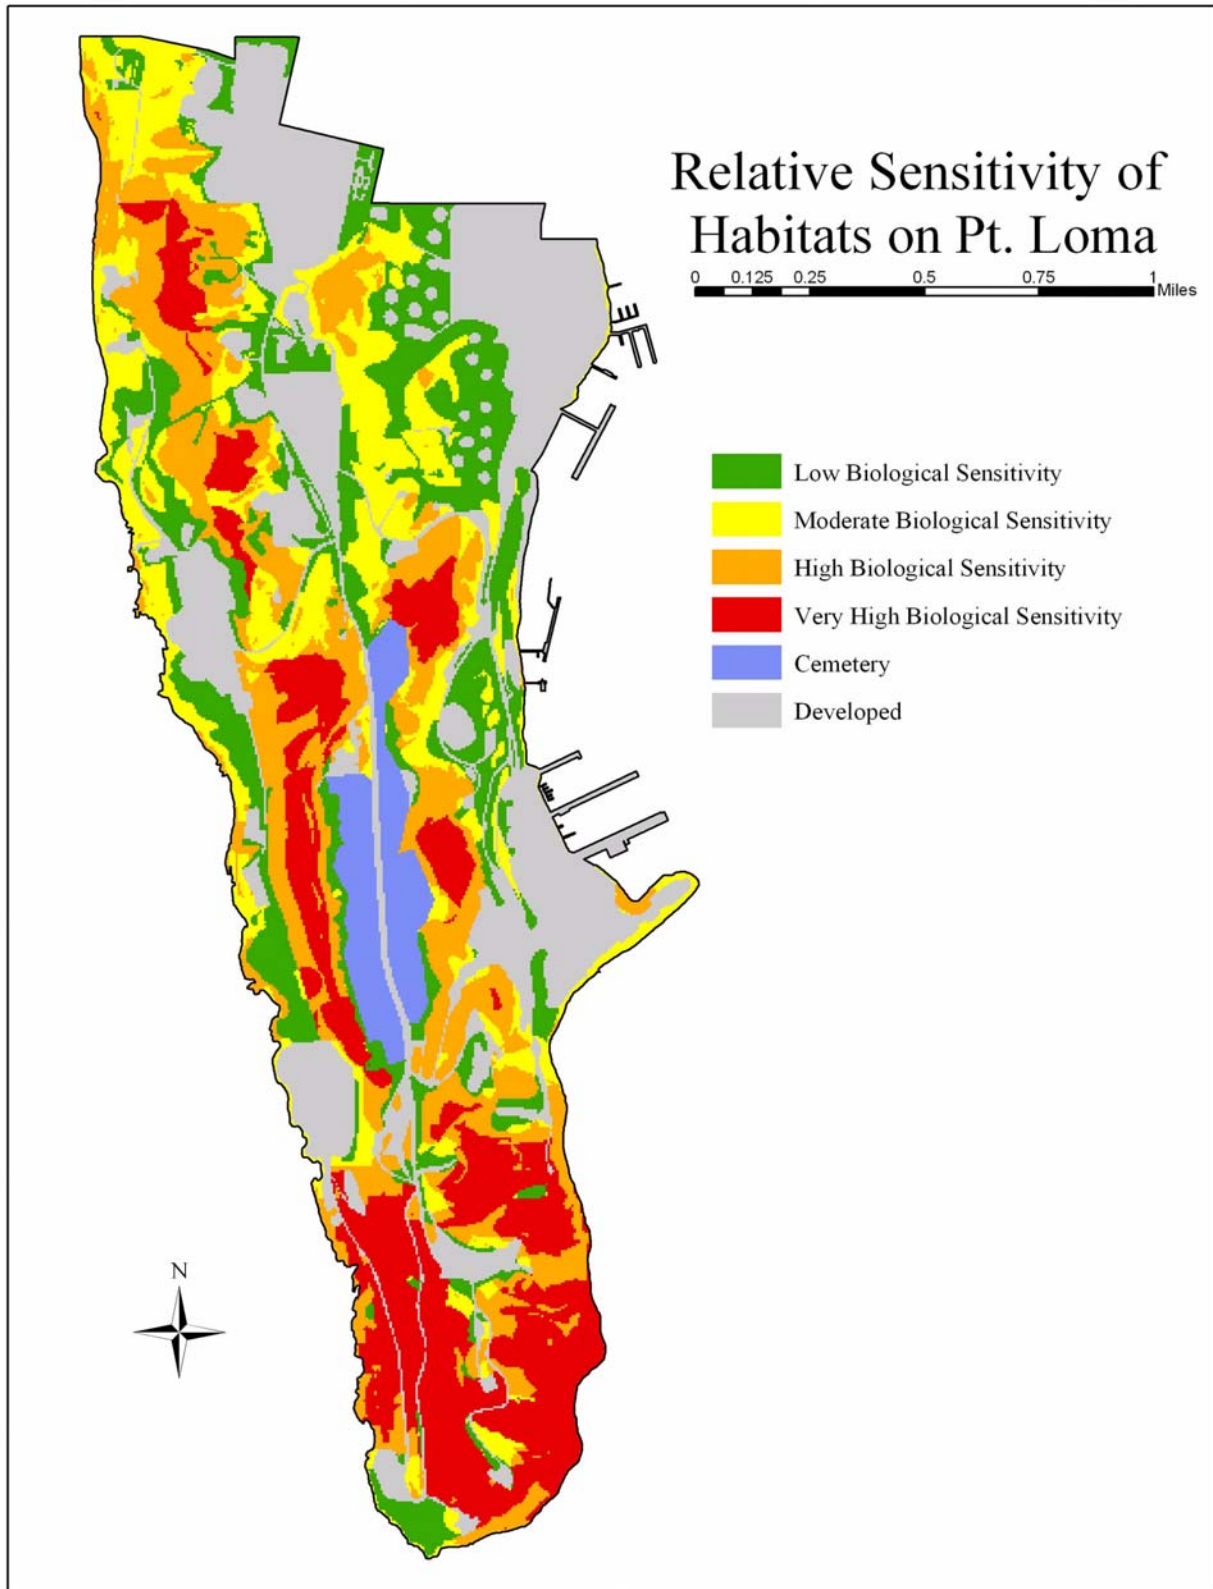 Relative Sensitivity of
Habitats on Pt. Loma
0 0.125 0.25 0.5 0.75 1
Miles
Low Biological Sensitivity
Moderate Biological Sensitivity
High Biological Sensitivity
Very High Biological Sensitivity
Cemetery
Developed
N